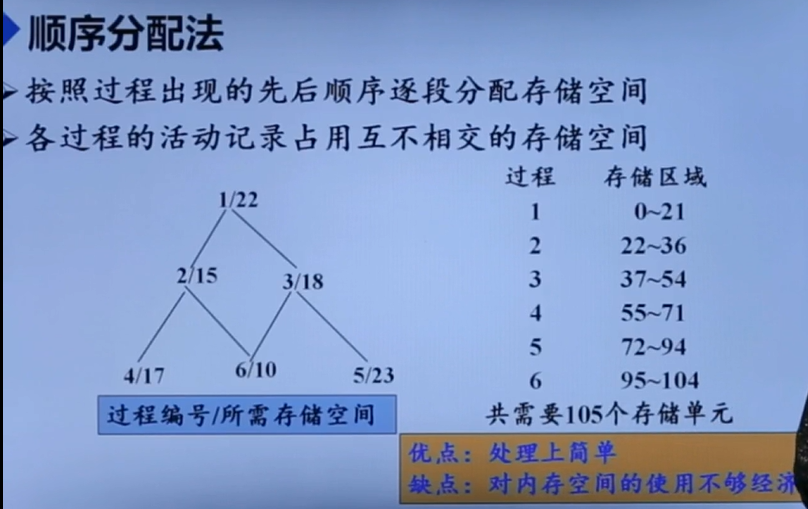 顺序分配法
按照过程出现的先后顺序逐段分配存储空间
各过程的活动记录占用互不相交的存储空间
过程 存储区域
1 0~21
2 22~36
3 37~54
4 55~71
5 72~94
6 95~104
共需要105个存储单元
1/22
2/15 3/18
4/17 6/10 5/23
过程编号/所需存储空间
优点：处理上简单
缺点：对内存空间的使用不够经济